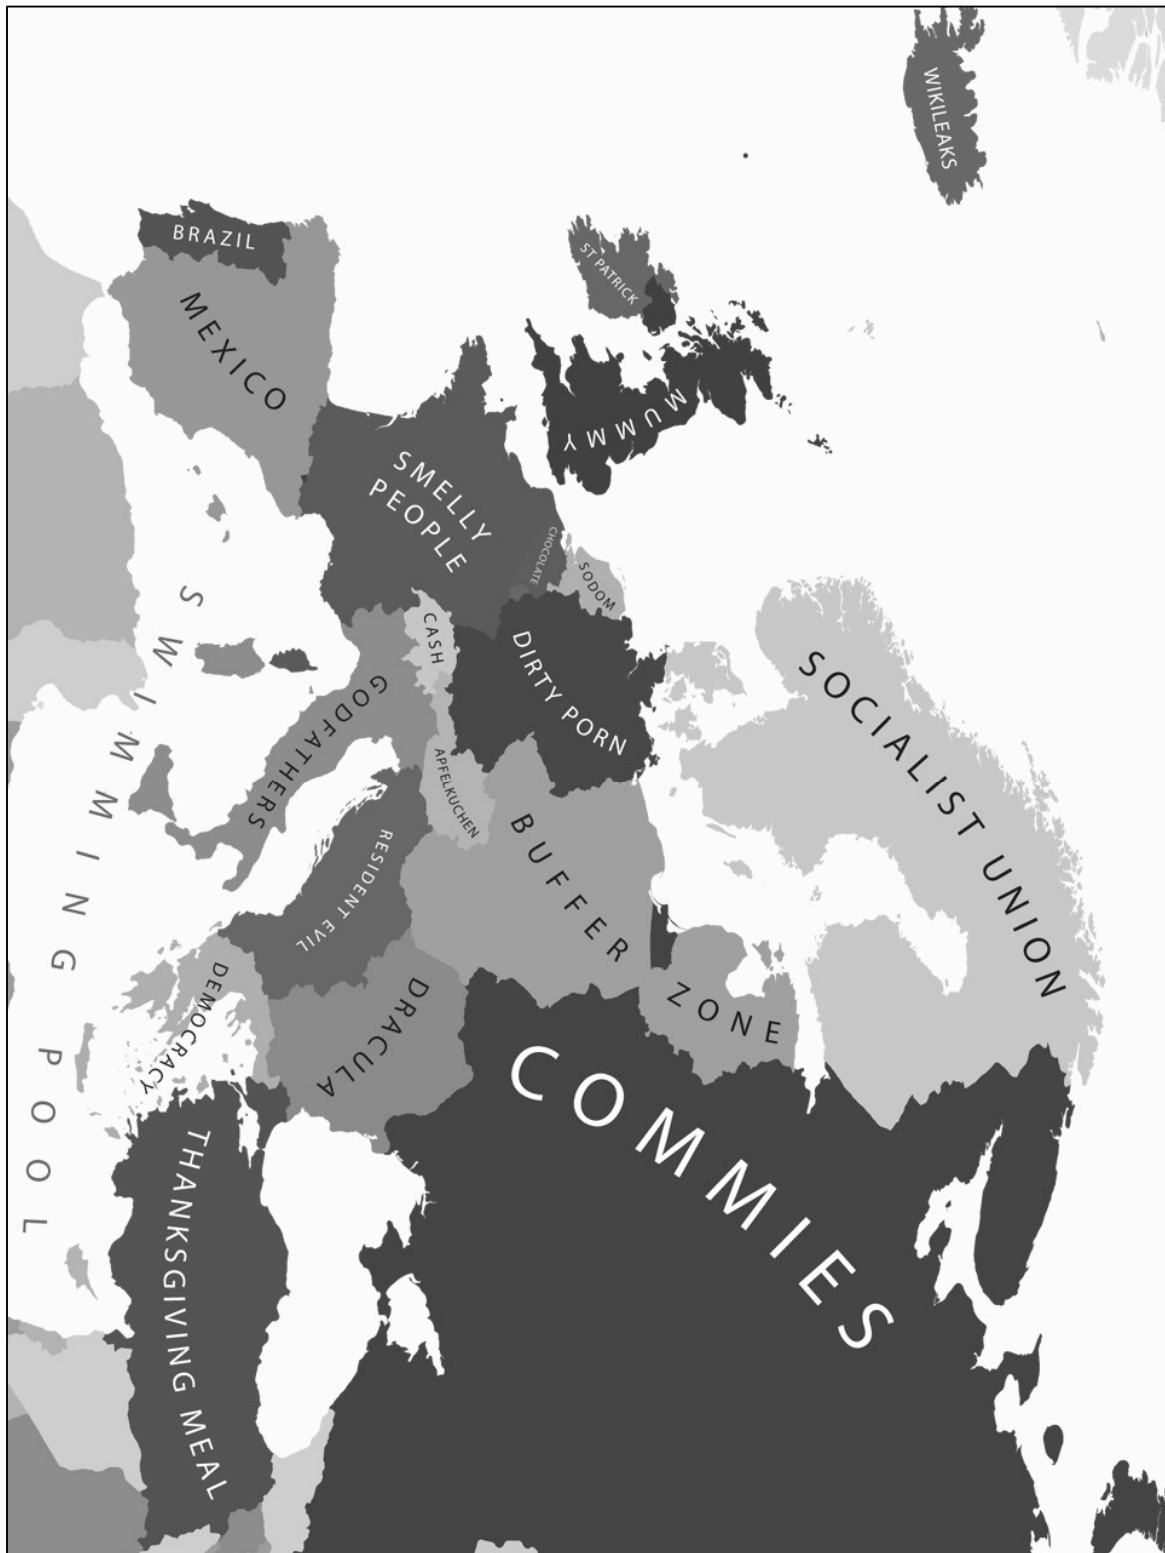 WIKILEAKS
BRAZIL
ST PATRICK
MEXICO
MUMMY
SMELLY
PEOPLE
CHOCOLATE
SODOM
CASH
DIRTY PORN
SWIMMING POOL
GODFATHERS
APFELKUCHEN
SOCIALIST UNION
BUFFER
ZONE
RESIDENT EVIL
DEMOCRACY
DRACULA
COMMIES
THANKSGIVING MEAL